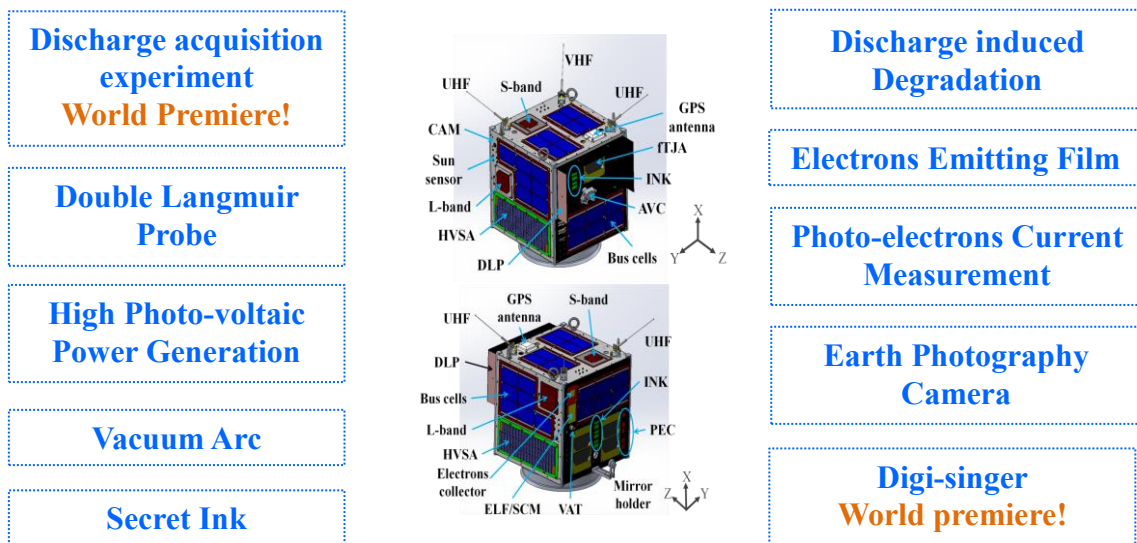 Discharge acquisition
experiment
World Premiere!
Double Langmuir
Probe
High Photo-voltaic
Power Generation
Vacuum Arc
Secret Ink
VHF
S-band
UHF
UHF
GPS
antenna
CAM
fTJA
Sun
sensor
INK
L-band
AVC
HVSA
X
Y
Z
DLP
Bus cells
GPS
antenna
S-band
UHF
UHF
DLP
INK
Bus cells
L-band
PEC
HVSA
Electrons
collector
Mirror
holder
ELF/SCM
VAT
X
Z
Y
Discharge induced
Degradation
Electrons Emitting Film
Photo-electrons Current
Measurement
Earth Photography
Camera
Digi-singer
World premiere!